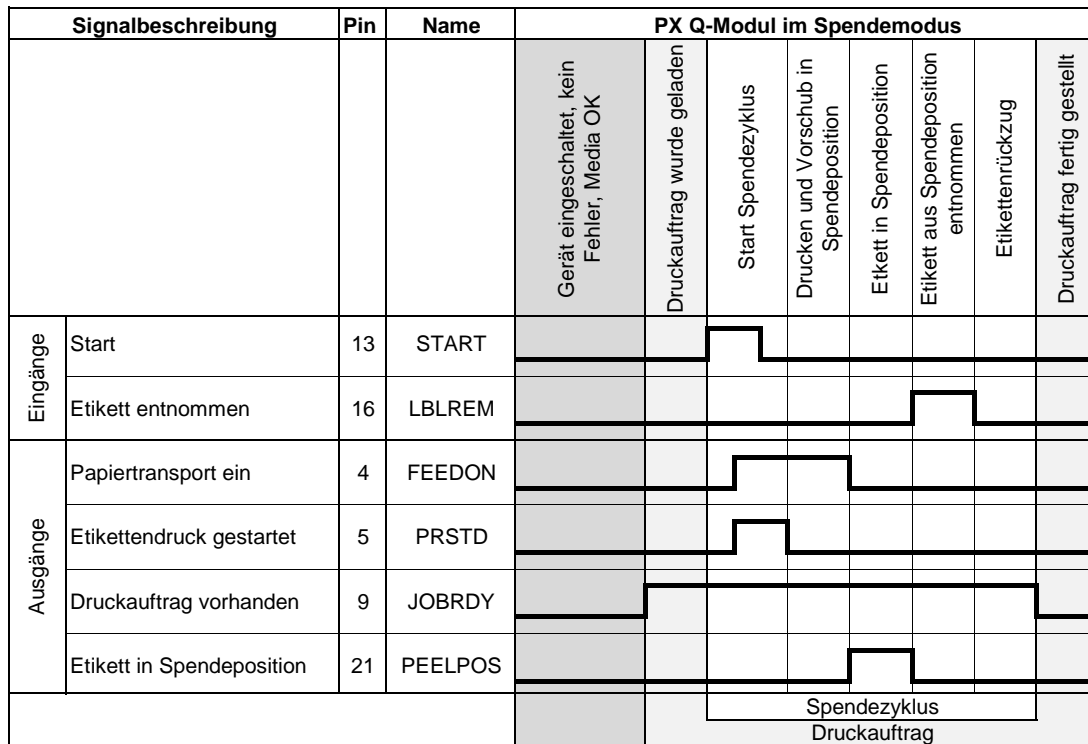 Signalbeschreibung Pin Name PX Q-Modul im Spendemodus
Gerät eingeschaltet, kein
Fehler, Media OK
Druckauftrag wurde geladen
Start Spendezyklus
Drucken und Vorschub in
Spendeposition
Etkett in Spendeposition
Etikett aus Spendeposition
entnommen
Etikettenrückzug
Druckauftrag fertig gestellt
Eingänge
Start 13 START
Etikett entnommen 16 LBLREM
Ausgänge
Papiertransport ein 4 FEEDON
Etikettendruck gestartet 5 PRSTD
Druckauftrag vorhanden 9 JOBRDY
Etikett in Spendeposition 21 PEELPOS
Spendezyklus
Druckauftrag